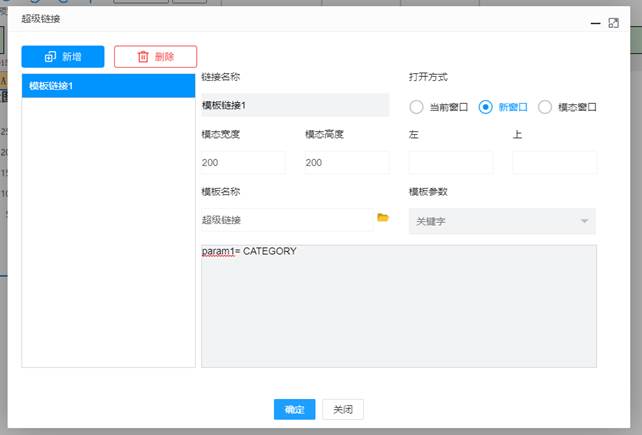 超级链接
新增
删除
模板链接1
链接名称
打开方式
模板链接1
当前窗口
新窗口
模态窗口
模态宽度
模态高度
左
上
200
200
模板名称
模板参数
超级链接
关键字
param1= CATEGORY
确定
关闭